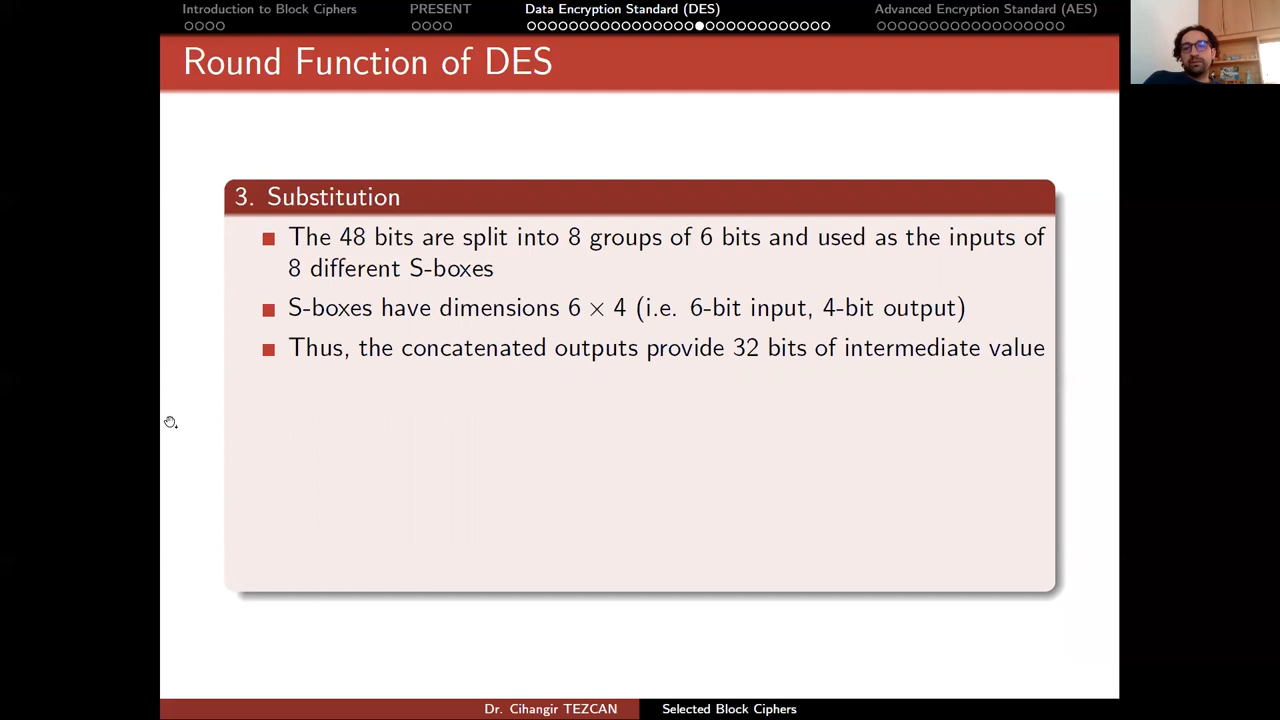 Introduction to Block Ciphers PRESENT Data Encryption Standard (DES) Advanced Encryption Standard (AES)
Round Function of DES
3. Substitution
The 48 bits are split into 8 groups of 6 bits and used as the inputs of
8 different S-boxes
S-boxes have dimensions 6 × 4 (i.e. 6-bit input, 4-bit output)
Thus, the concatenated outputs provide 32 bits of intermediate value
Dr. Cihangir TEZCAN Selected Block Ciphers